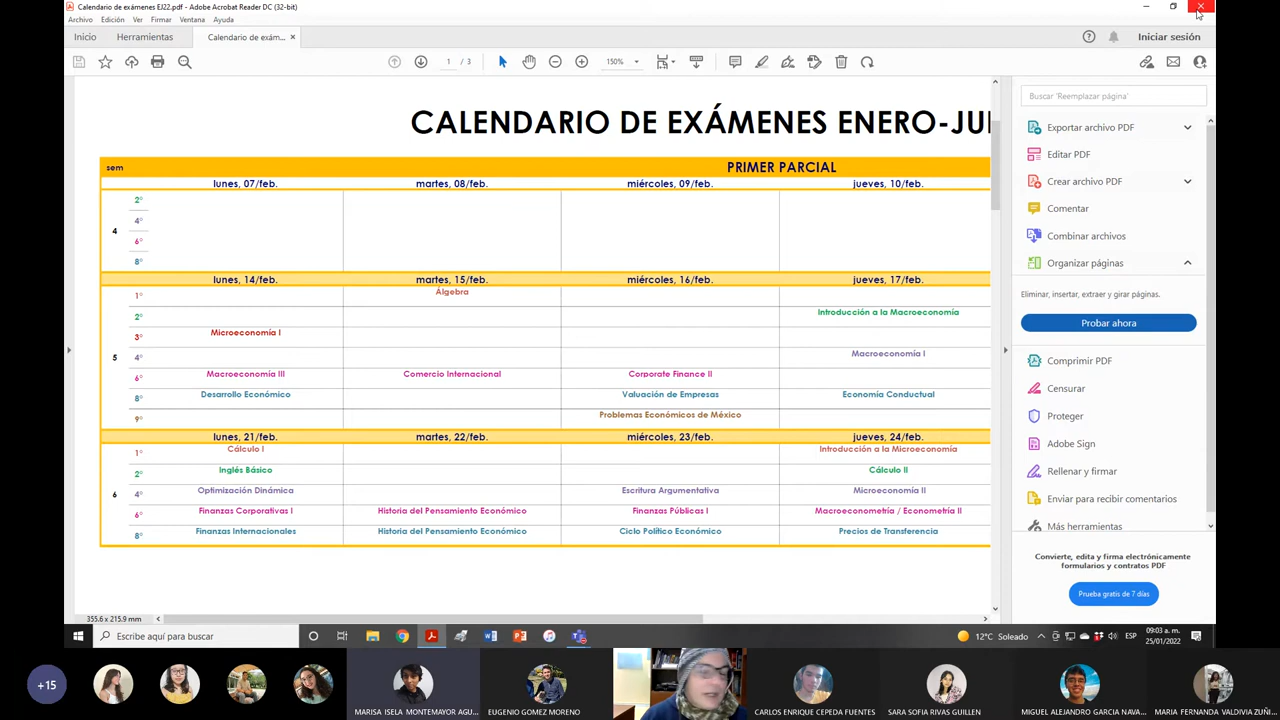 Calendario de exámenes EJ22.pdf - Adobe Acrobat Reader DC (32-bit)
Archivo Edición Ver Firmar Ventana Ayuda
Inicio Herramientas Calendario de exám... × Iniciar sesión
1 / 3 150%
CALENDARIO DE EXÁMENES ENERO-JU
sem PRIMER PARCIAL
lunes, 07/feb. martes, 08/feb. miércoles, 09/feb. jueves, 10/feb.
2°
4°
4
6°
8°
lunes, 14/feb. martes, 15/feb. miércoles, 16/feb. jueves, 17/feb.
1° Álgebra
2° Introducción a la Macroeconomía
3° Microeconomía I
5 4° Macroeconomía I
6° Macroeconomía III Comercio Internacional Corporate Finance II
8° Desarrollo Económico Valuación de Empresas Economía Conductual
9° Problemas Económicos de México
lunes, 21/feb. martes, 22/feb. miércoles, 23/feb. jueves, 24/feb.
1° Cálculo I Introducción a la Microeconomía
2° Inglés Básico Cálculo II
6 4° Optimización Dinámica Escritura Argumentativa Microeconomía II
6° Finanzas Corporativas I Historia del Pensamiento Económico Finanzas Públicas I Macroeconometría / Econometría II
8° Finanzas Internacionales Historia del Pensamiento Económico Ciclo Político Económico Precios de Transferencia
355.6 x 215.9 mm
Buscar 'Reemplazar página'
Exportar archivo PDF
Editar PDF
Crear archivo PDF
Comentar
Combinar archivos
Organizar páginas
Eliminar, insertar, extraer y girar páginas.
Probar ahora
Comprimir PDF
Censurar
Proteger
Adobe Sign
Rellenar y firmar
Enviar para recibir comentarios
Más herramientas
Convierte, edita y firma electrónicamente
formularios y contratos PDF
Prueba gratis de 7 días
Escribe aquí para buscar 12°C Soleado ESP 09:03 a.m.
25/01/2022
+15
MARISA ISELA MONTEMAYOR AGU... EUGENIO GOMEZ MORENO CARLOS ENRIQUE CEPEDA FUENTES SARA SOFIA RIVAS GUILLEN MIGUEL ALEJANDRO GARCIA NAVA... MARIA FERNANDA VALDIVIA ZUÑI...